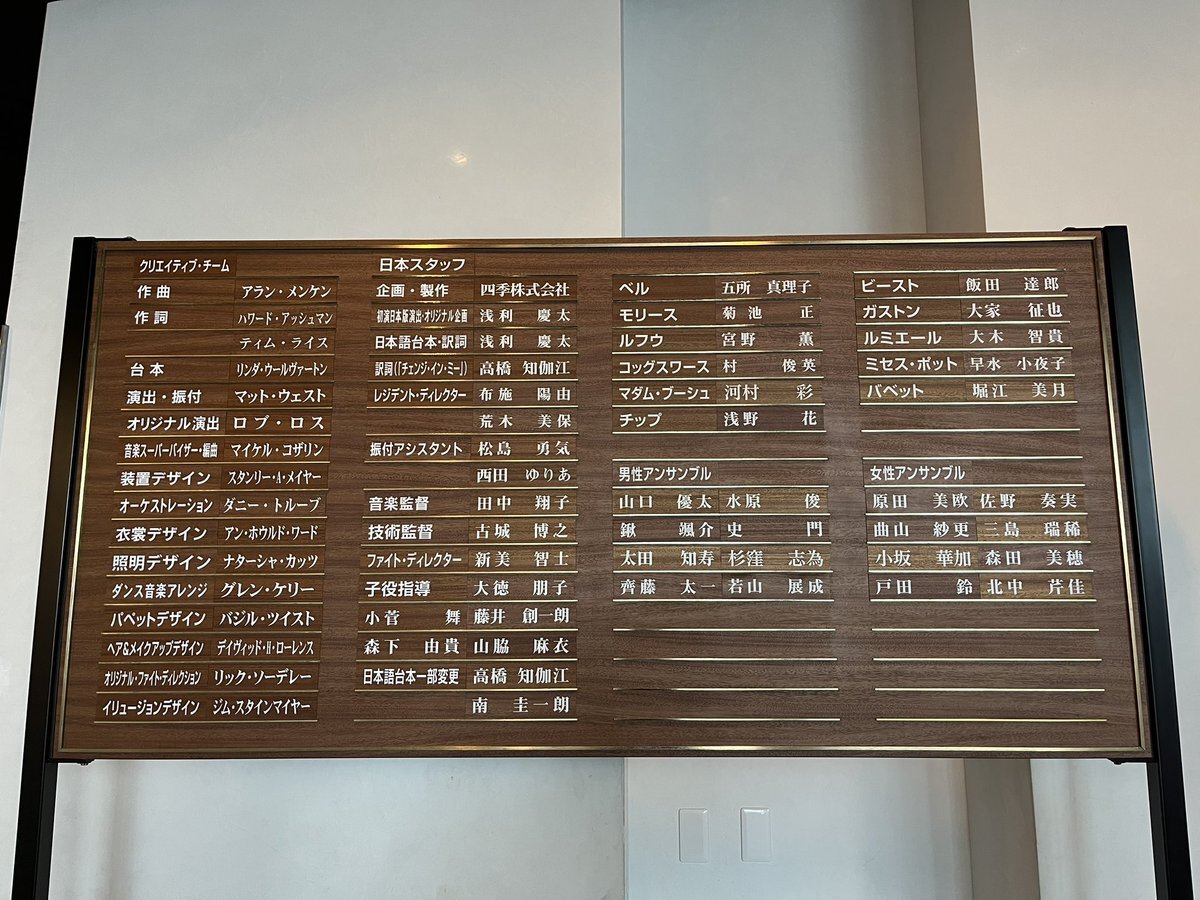 クリエイティブ・チーム
作曲 アラン・メンケン
作詞 ハワード・アッシュマン
ティム・ライス
台本 リンダ・ウールヴァートン
演出・振付 マット・ウェスト
オリジナル演出 ロブ・ロス
音楽スーパーバイザー・編曲 マイケル・コザリン
装置デザイン スタンリー・A・メイヤー
オーケストレーション ダニー・トルーブ
衣裳デザイン アン・ホウルド・ワード
照明デザイン ナターシャ・カッツ
ダンス音楽アレンジ グレン・ケリー
パペットデザイン バジル・ツイスト
ヘア&メイクアップデザイン デイヴィッド・H・ローレンス
オリジナル・ファイト・ディレクション リック・ソーデレー
イリュージョンデザイン ジム・スタインマイヤー
日本スタッフ
企画・製作 四季株式会社
初演日本版演出・オリジナル企画 浅利 慶太
日本語台本・訳詞 浅利 慶太
訳詞(「チェンジ・イン・ミー」) 高橋 知伽江
レジデント・ディレクター 布施 陽由
荒木 美保
振付アシスタント 松島 勇気
西田 ゆりあ
音楽監督 田中 翔子
技術監督 古城 博之
ファイト・ディレクター 新美 智士
子役指導 大徳 朋子
小菅 舞 藤井 創一朗
森下 由貴 山脇 麻衣
日本語台本一部変更 高橋 知伽江
南 圭一朗
ベル 五所 真理子
モリース 菊池 正
ルフウ 宮野 薫
コッグスワース 村 俊英
マダム・ブーシュ 河村 彩
チップ 浅野 花
男性アンサンブル
山口 優太 水原 俊
鍬 颯介 史 門
太田 知寿 杉窪 志為
齊藤 太一 若山 展成
ビースト 飯田 達郎
ガストン 大家 征也
ルミエール 大木 智貴
ミセス・ポット 早水 小夜子
バベット 堀江 美月
女性アンサンブル
原田 美欧 佐野 奏実
曲山 紗更 三島 瑞稀
小坂 華加 森田 美穂
戸田 鈴 北中 芹佳